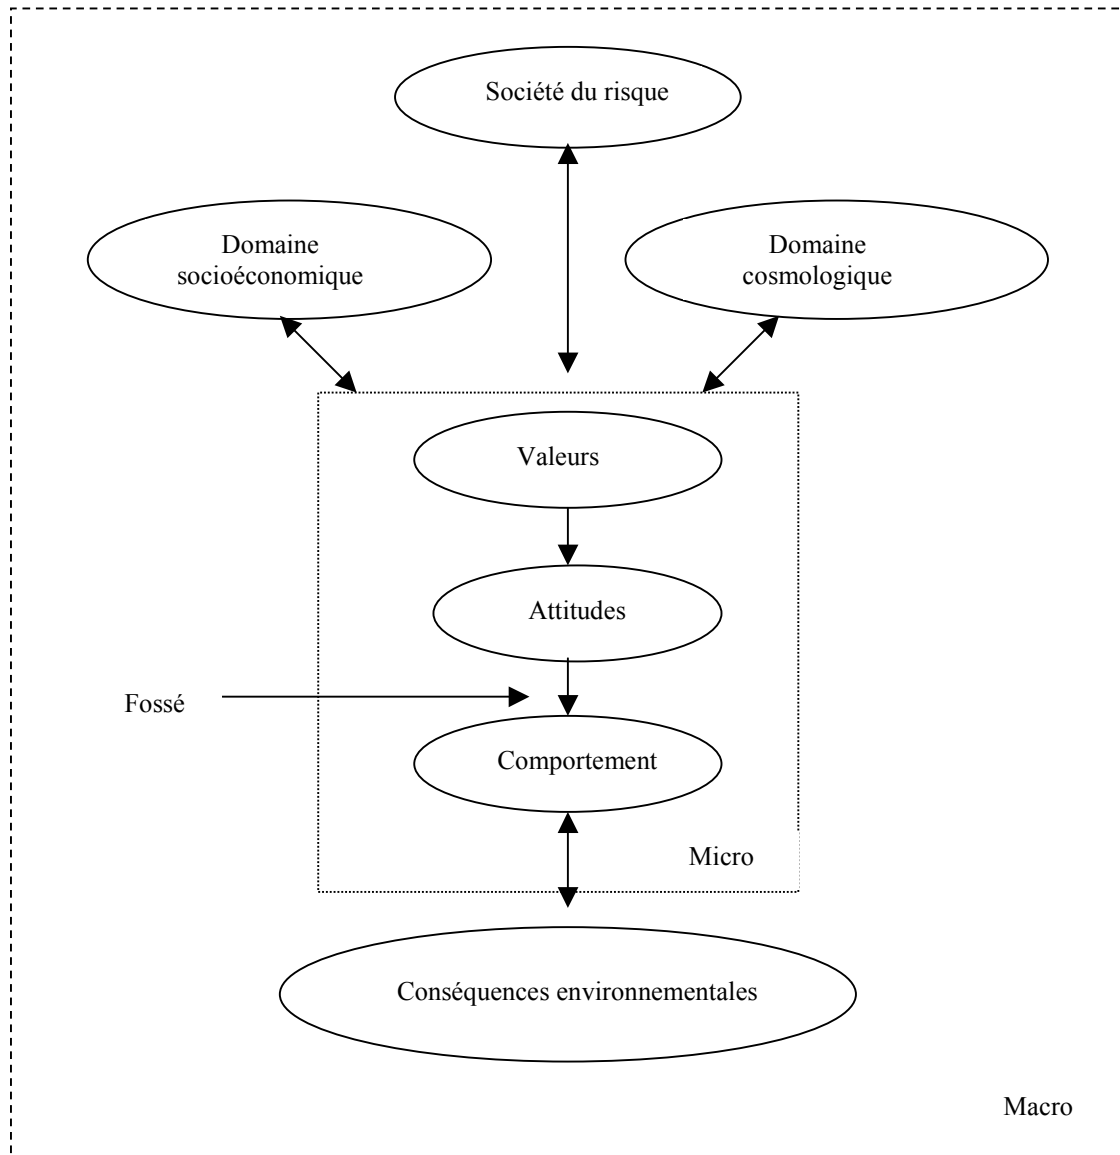 Société du risque
Domaine
socioéconomique
Domaine
cosmologique
Valeurs
Attitudes
Fossé
Comportement
Micro
Conséquences environnementales
Macro